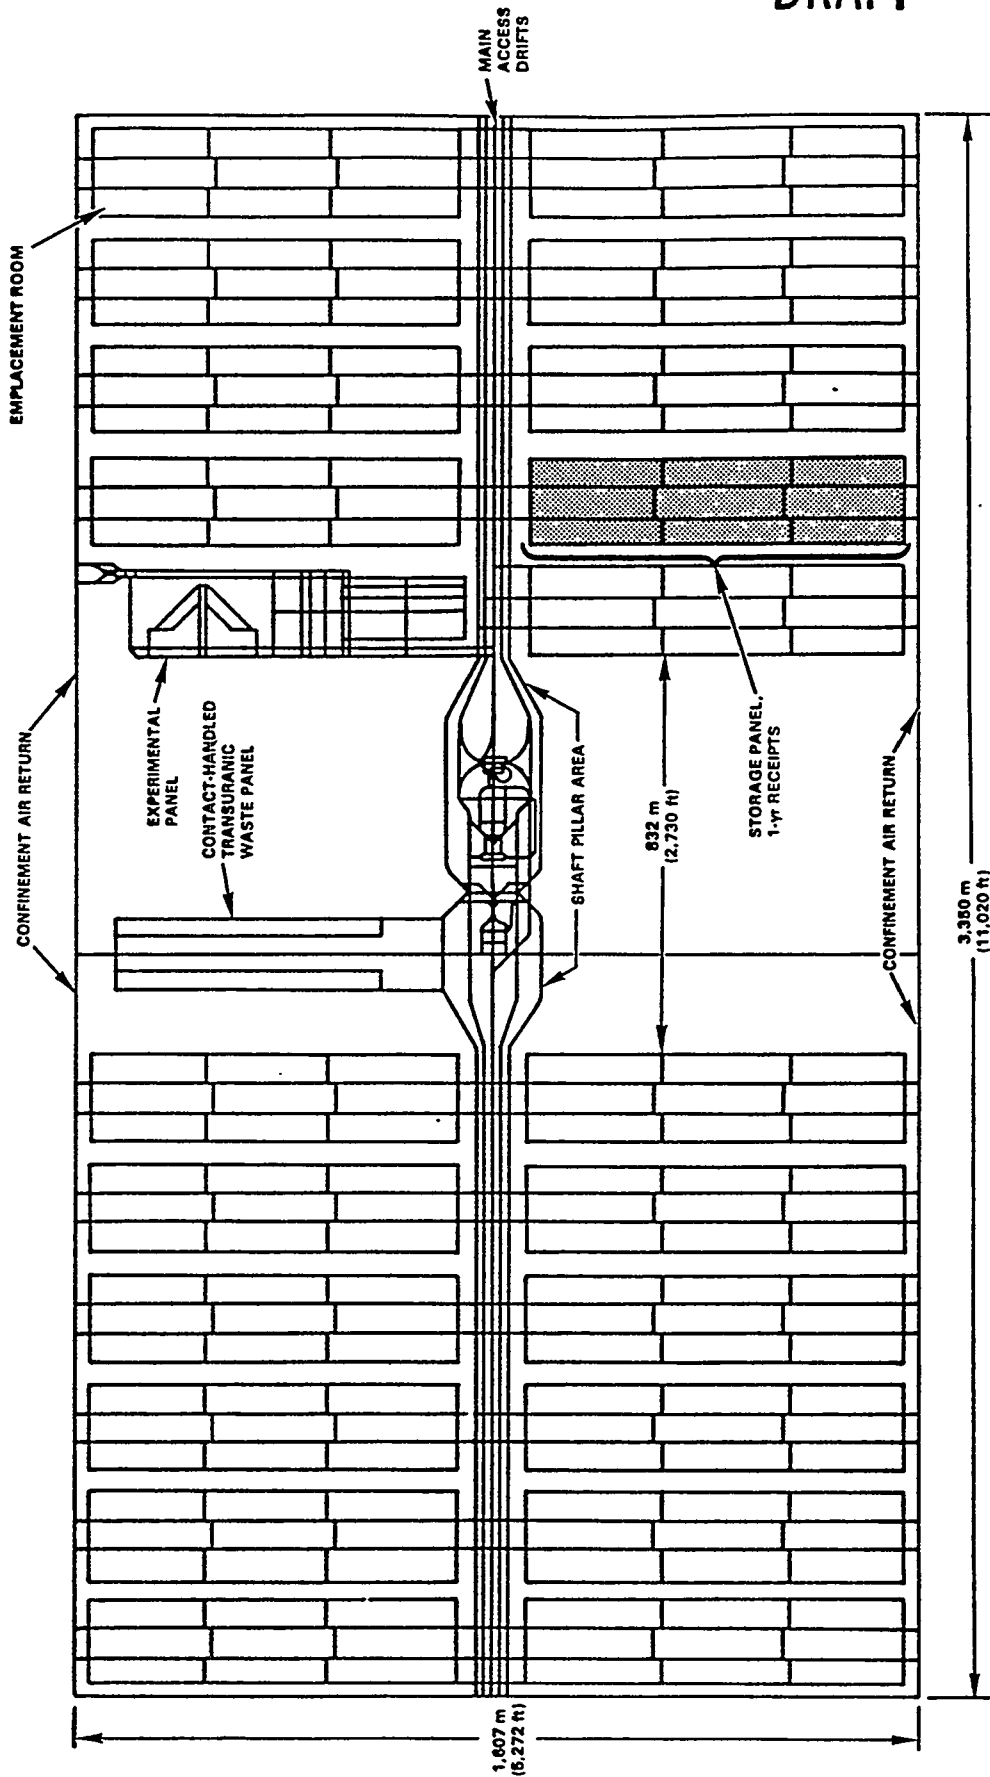 DRAFT
EMPLACEMENT ROOM
CONFINEMENT AIR RETURN
EXPERIMENTAL
PANEL
CONTACT-HANDLED
TRANSURANIC
WASTE PANEL
MAIN
ACCESS
DRIFTS
SHAFT PILLAR AREA
832 m
(2,730 ft)
STORAGE PANEL,
1-yr RECEIPTS
CONFINEMENT AIR RETURN
1,607 m
(5,272 ft)
3,360 m
(11,020 ft)